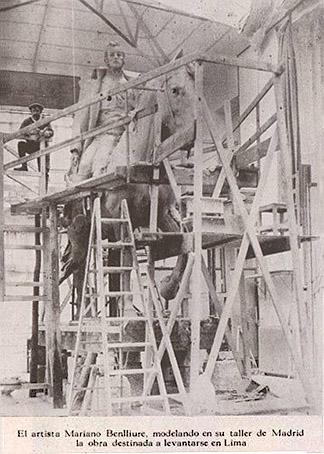 El artista Mariano Benlliure, modelando en su taller de Madrid
la obra destinada a levantarse en Lima